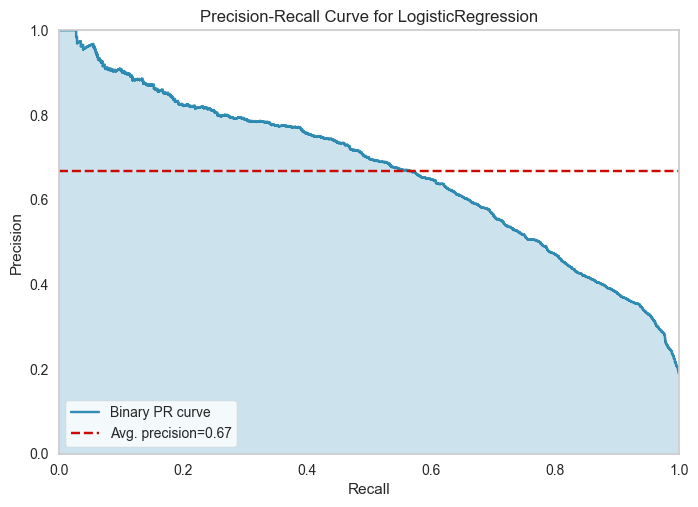 Precision-Recall Curve for LogisticRegression
1.0
0.8
0.6
0.4
0.2
0.0
Precision
Binary PR curve
Avg. precision=0.67
0.0 0.2 0.4 0.6 0.8 1.0
Recall